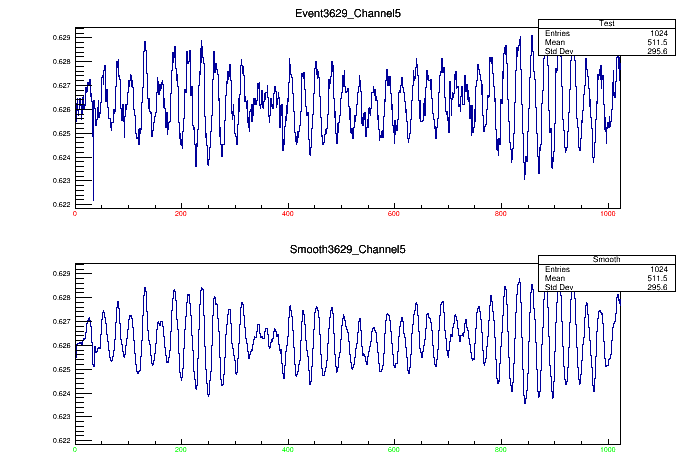 Event3629_Channel5
Test
Entries 1024
Mean 511.5
Std Dev 295.6
0.629
0.628
0.627
0.626
0.625
0.624
0.623
0.622
0 200 400 600 800 1000
Smooth3629_Channel5
Smooth
Entries 1024
Mean 511.5
Std Dev 295.6
0.629
0.628
0.627
0.626
0.625
0.624
0.623
0.622
0 200 400 600 800 1000